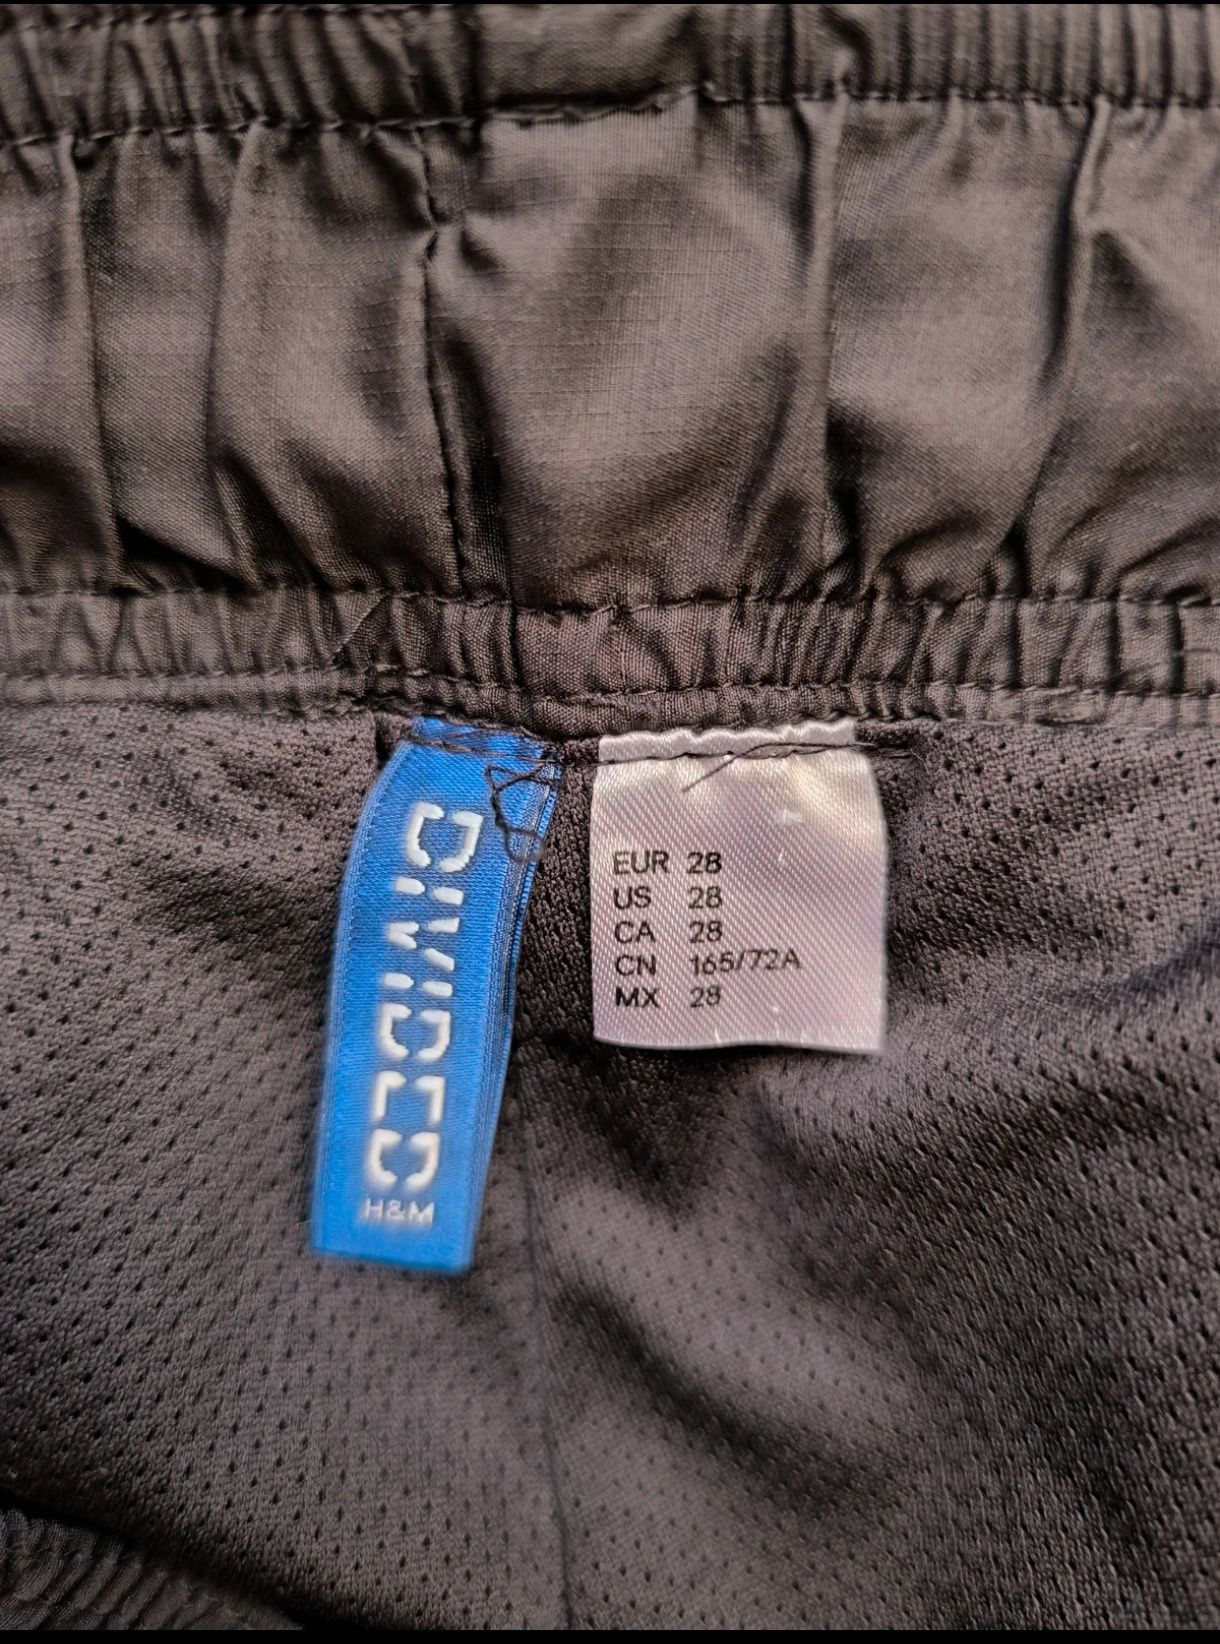 DIVIDED
H&M
EUR 28
US 28
CA 28
CN 165/72A
MX 28